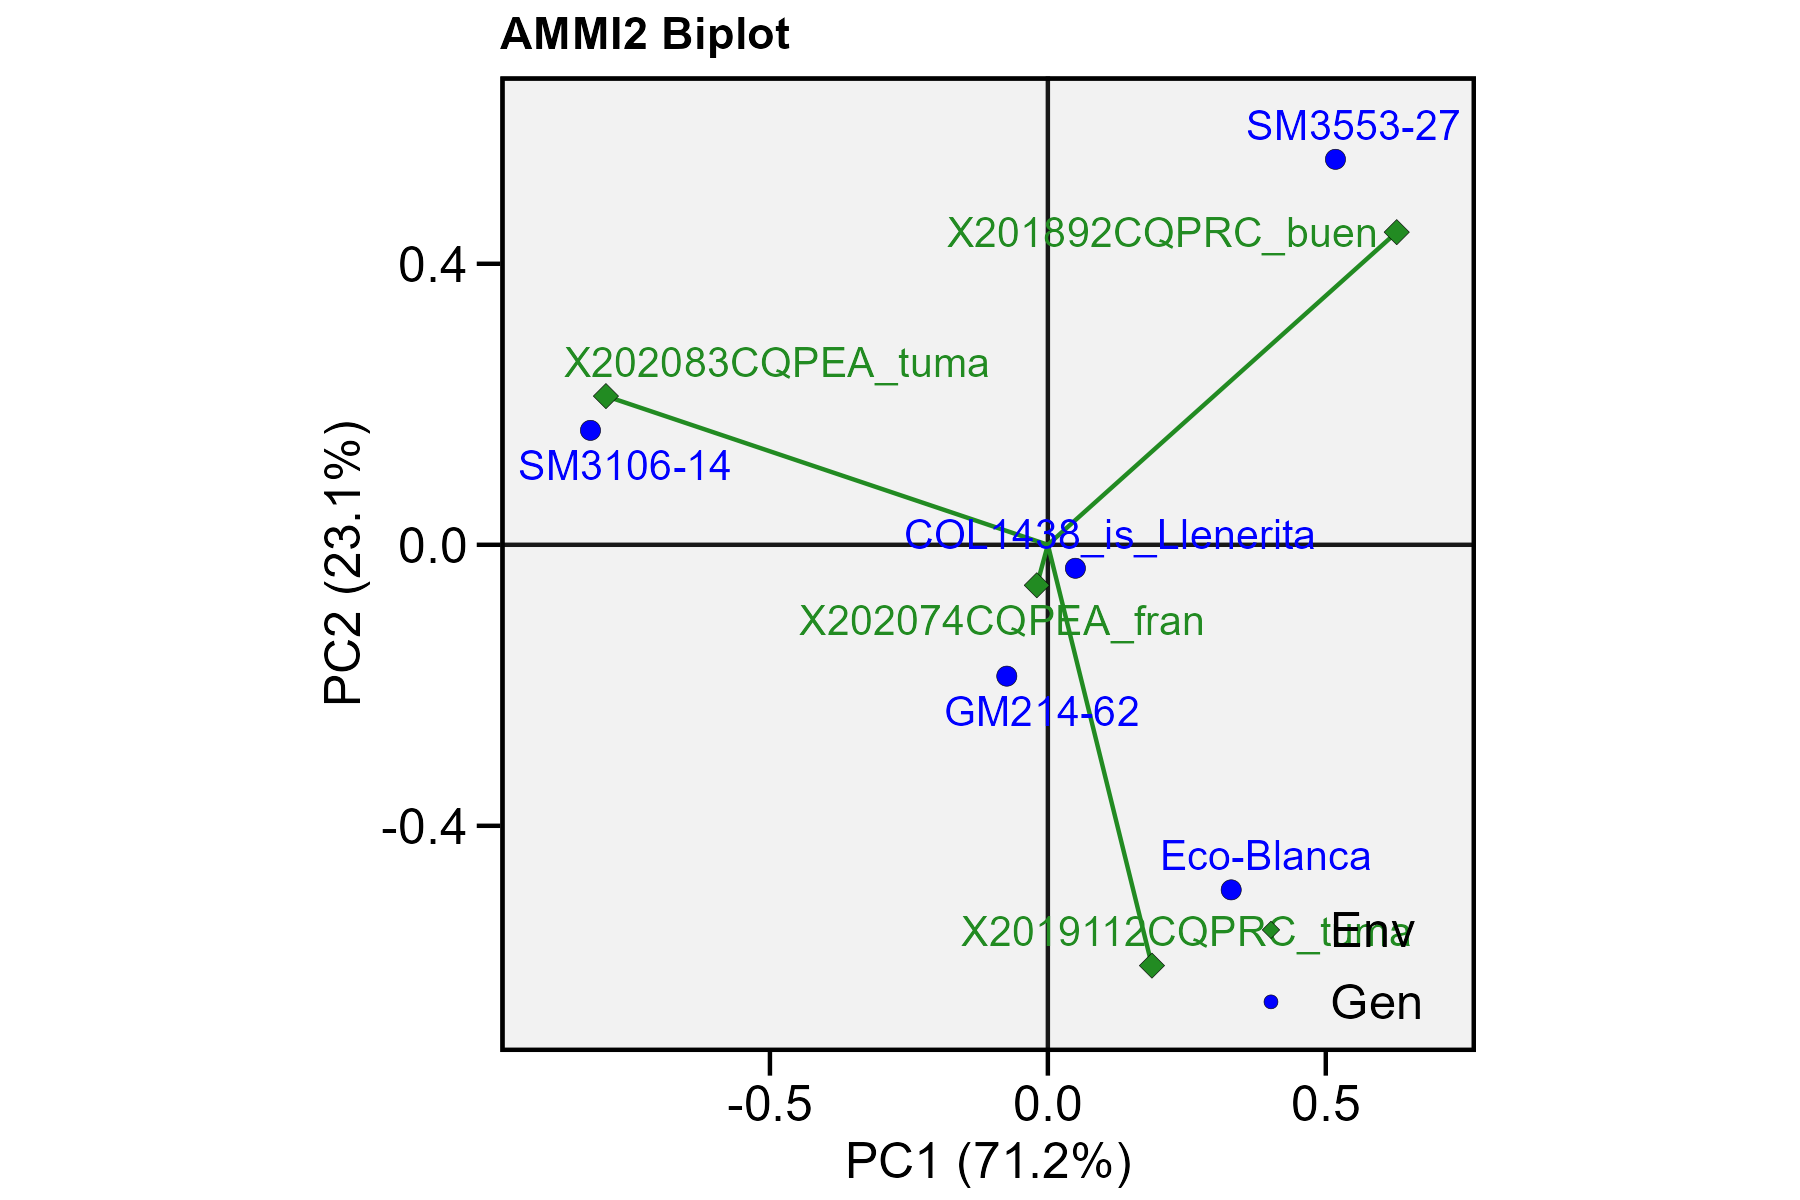 AMMI2 Biplot
SM3553-27
X201892CQPRC_buen
0.4
X202083CQPEA_tuma
SM3106-14
COL1438_is_Llenerita
0.0
X202074CQPEA_fran
GM214-62
-0.4
Eco-Blanca
X2019112CQPRC_tuma
Env
Gen
PC2 (23.1%)
-0.5 0.0 0.5
PC1 (71.2%)